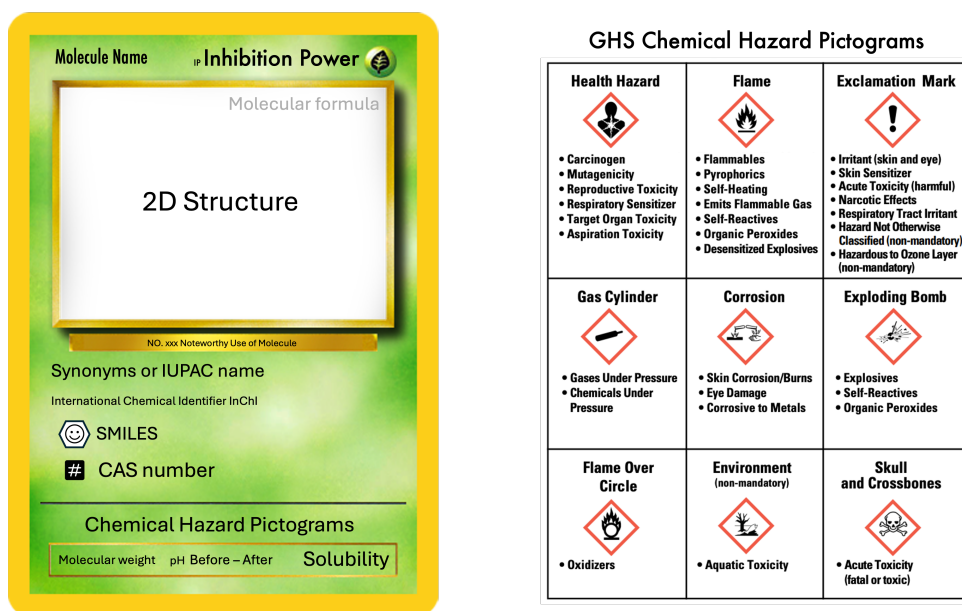 Molecule Name
IP Inhibition Power
Molecular formula
2D Structure
NO. xxx Noteworthy Use of Molecule
Synonyms or IUPAC name
International Chemical Identifier InChI
SMILES
# CAS number
Chemical Hazard Pictograms
Molecular weight pH Before – After Solubility
GHS Chemical Hazard Pictograms
Health Hazard
• Carcinogen
• Mutagenicity
• Reproductive Toxicity
• Respiratory Sensitizer
• Target Organ Toxicity
• Aspiration Toxicity
Flame
• Flammables
• Pyrophorics
• Self-Heating
• Emits Flammable Gas
• Self-Reactives
• Organic Peroxides
• Desensitized Explosives
Exclamation Mark
• Irritant (skin and eye)
• Skin Sensitizer
• Acute Toxicity (harmful)
• Narcotic Effects
• Respiratory Tract Irritant
• Hazard Not Otherwise
Classified (non-mandatory)
• Hazardous to Ozone Layer
(non-mandatory)
Gas Cylinder
• Gases Under Pressure
• Chemicals Under
Pressure
Corrosion
• Skin Corrosion/Burns
• Eye Damage
• Corrosive to Metals
Exploding Bomb
• Explosives
• Self-Reactives
• Organic Peroxides
Flame Over
Circle
• Oxidizers
Environment
(non-mandatory)
• Aquatic Toxicity
Skull
and Crossbones
• Acute Toxicity
(fatal or toxic)